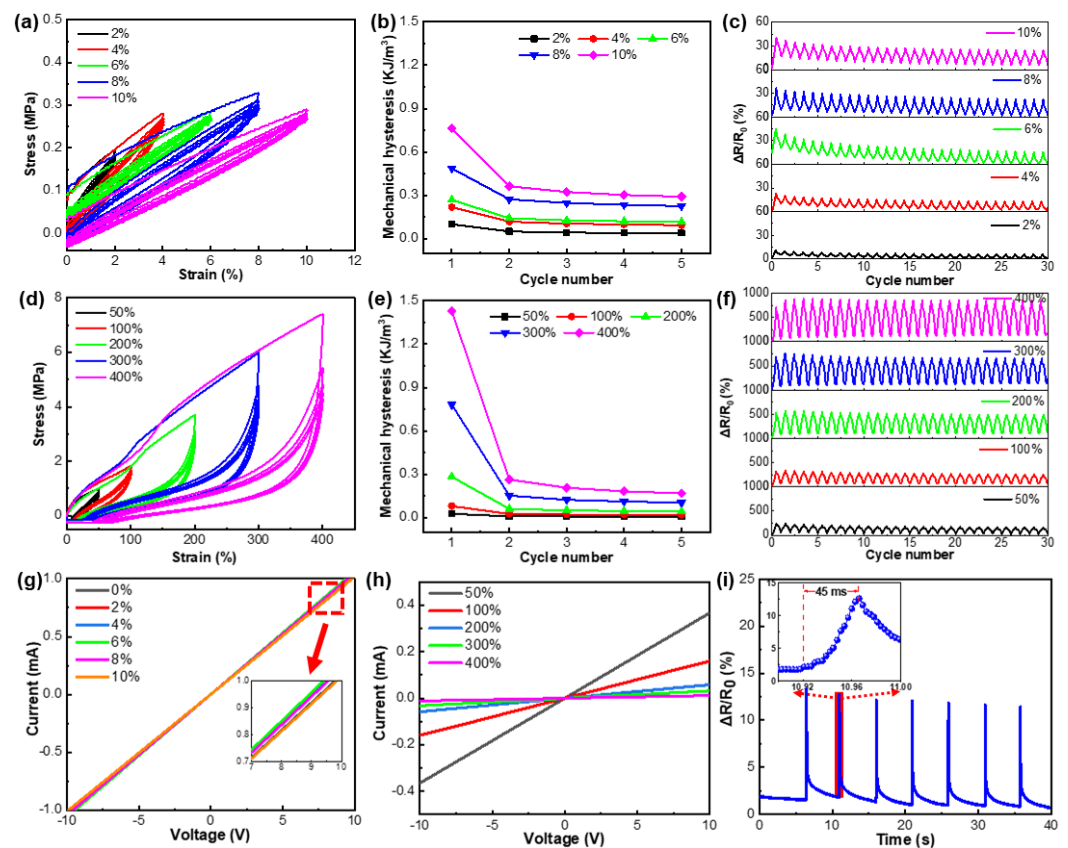 (a)
0.5
0.4
0.3
0.2
0.1
0.0
Stress (MPa)
2%
4%
6%
8%
10%
0 2 4 6 8 10 12
Strain (%)
(b)
1.5
1.2
0.9
0.6
0.3
0.0
Mechanical hysteresis (KJ/m³)
2% 4% 6%
8% 10%
1 2 3 4 5
Cycle number
(c)
60
30
60
30
60
30
60
30
60
30
0
ΔR/R₀ (%)
10%
8%
6%
4%
2%
0 5 10 15 20 25 30
Cycle number
(d)
8
6
4
2
0
Stress (MPa)
50%
100%
200%
300%
400%
0 100 200 300 400
Strain (%)
(e)
1.5
1.2
0.9
0.6
0.3
0.0
Mechanical hysteresis (KJ/m³)
50% 100% 200%
300% 400%
1 2 3 4 5
Cycle number
(f)
1000
500
1000
500
1000
500
1000
500
1000
500
0
ΔR/R₀ (%)
400%
300%
200%
100%
50%
0 5 10 15 20 25 30
Cycle number
(g)
1.0
0.5
0.0
-0.5
-1.0
Current (mA)
0%
2%
4%
6%
8%
10%
1.0
0.9
0.8
0.7
7 8 9 10
-10 -5 0 5 10
Voltage (V)
(h)
0.4
0.2
0.0
-0.2
-0.4
Current (mA)
50%
100%
200%
300%
400%
-10 -5 0 5 10
Voltage (V)
(i)
25
20
15
10
5
0
ΔR/R0 (%)
15
10
5
0
45 ms
10.92 10.96 11.00
0 10 20 30 40
Time (s)